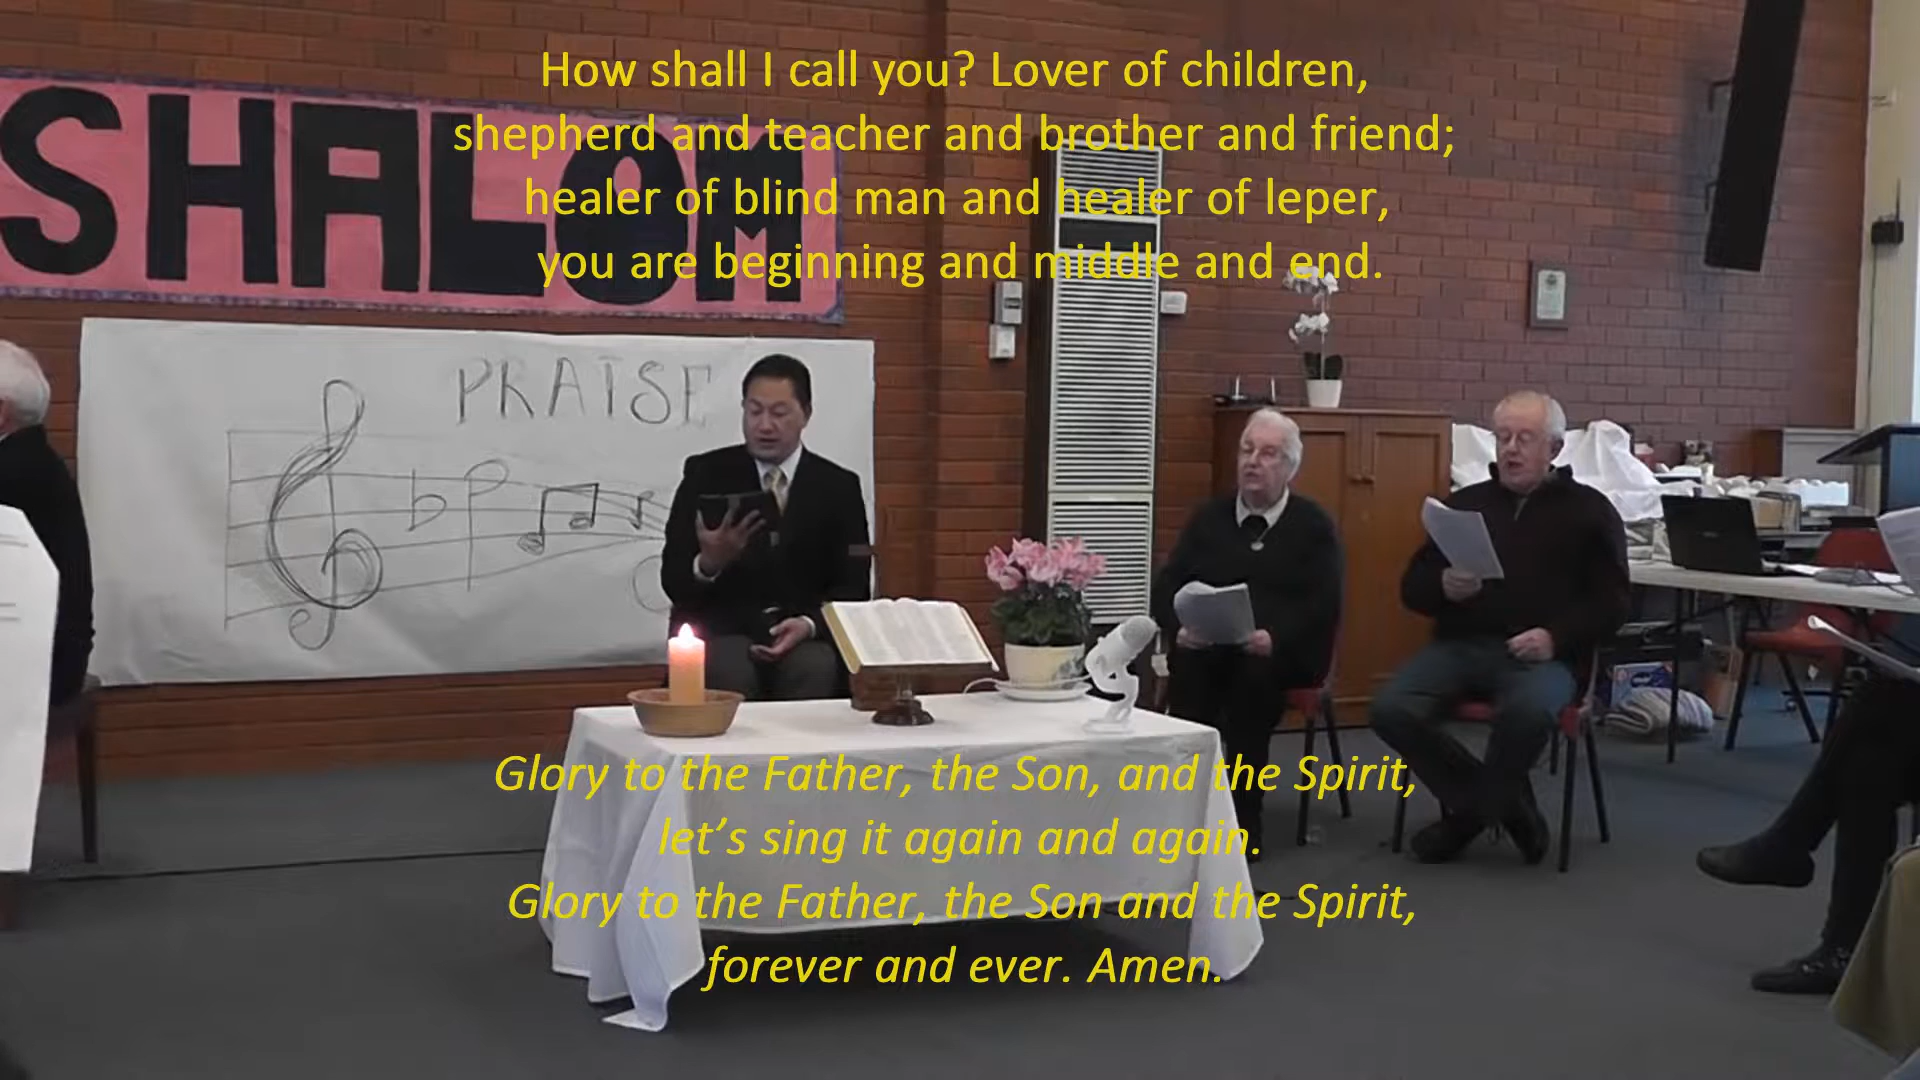 How shall I call you? Lover of children,
shepherd and teacher and brother and friend;
healer of blind man and healer of leper,
you are beginning and middle and end.
SHALOM
PRAISE
Glory to the Father, the Son, and the Spirit,
let’s sing it again and again.
Glory to the Father, the Son and the Spirit,
forever and ever. Amen.